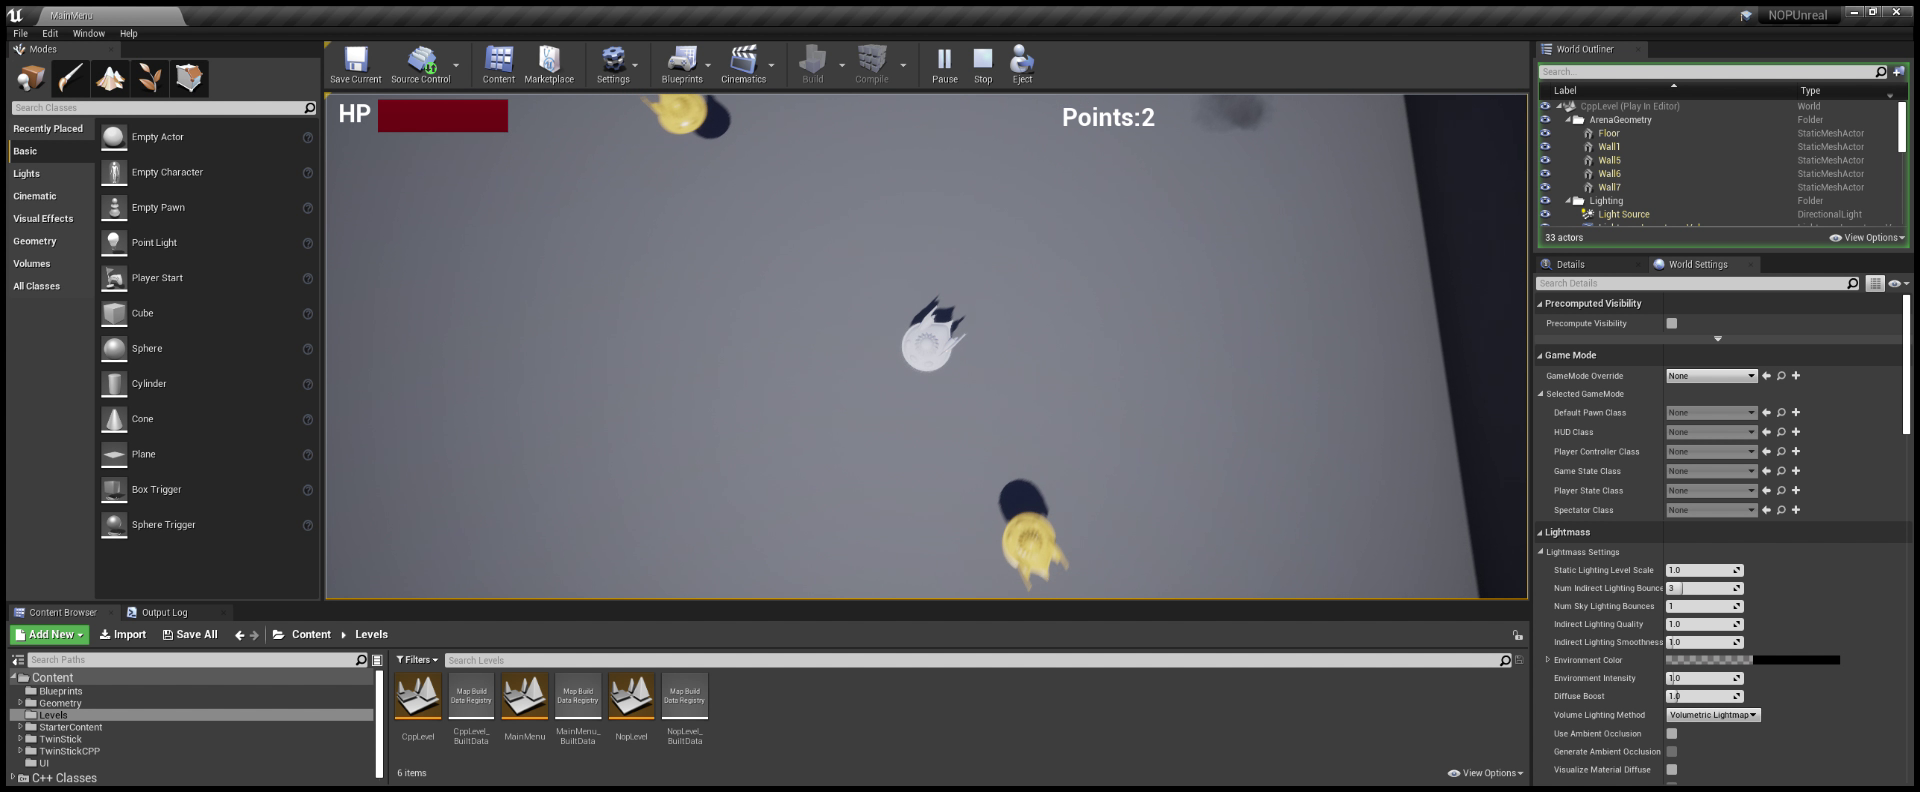 MainMenu
NOPUnreal
File Edit Window Help
Modes
Search Classes
Recently Placed
Basic
Lights
Cinematic
Visual Effects
Geometry
Volumes
All Classes
Empty Actor
Empty Character
Empty Pawn
Point Light
Player Start
Cube
Sphere
Cylinder
Cone
Plane
Box Trigger
Sphere Trigger
Save Current Source Control Content Marketplace Settings Blueprints Cinematics Build Compile Pause Stop Eject
HP
Points:2
World Outliner
Search...
Label Type
CppLevel (Play In Editor) World
ArenaGeometry Folder
Floor StaticMeshActor
Wall1 StaticMeshActor
Wall5 StaticMeshActor
Wall6 StaticMeshActor
Wall7 StaticMeshActor
Lighting Folder
Light Source DirectionalLight
33 actors View Options
Details World Settings
Search Details
Precomputed Visibility
Precompute Visibility
Game Mode
GameMode Override None
Selected GameMode
Default Pawn Class None
HUD Class None
Player Controller Class None
Game State Class None
Player State Class None
Spectator Class None
Lightmass
Lightmass Settings
Static Lighting Level Scale 1.0
Num Indirect Lighting Bounce 3
Num Sky Lighting Bounces 1
Indirect Lighting Quality 1.0
Indirect Lighting Smoothness 1.0
Environment Color
Environment Intensity 1.0
Diffuse Boost 1.0
Volume Lighting Method Volumetric Lightmap
Use Ambient Occlusion
Generate Ambient Occlusion
Visualize Material Diffuse
Content Browser Output Log
Add New Import Save All Content Levels
Search Paths
Content
Blueprints
Geometry
Levels
StarterContent
TwinStick
TwinStickCPP
UI
C++ Classes
Filters Search Levels
Map Build
Data Registry
Map Build
Data Registry
Map Build
Data Registry
CppLevel
CppLevel_
BuiltData
MainMenu
MainMenu_
BuiltData
NopLevel
NopLevel_
BuiltData
6 items View Options